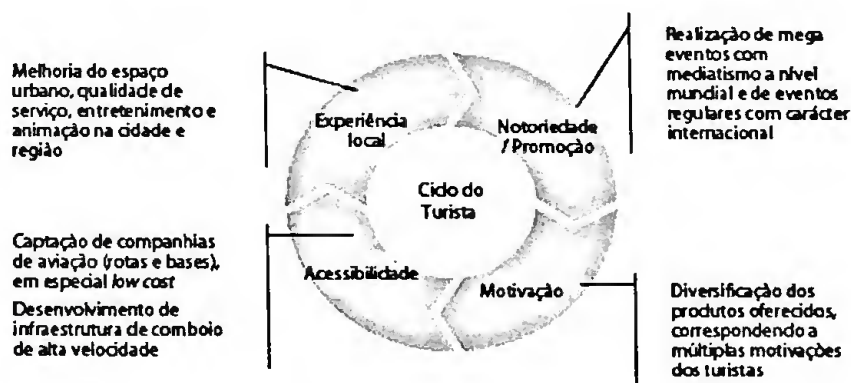 Melhoria do espaço
urbano, qualidade de
serviço, entretenimento e
animação na cidade e
região
Experiência
local
Notoriedade
/ Promoção
Realização de mega
eventos com
mediatismo a nível
mundial e de eventos
regulares com carácter
internacional
Ciclo do
Turista
Captação de companhias
de aviação (rotas e bases),
em especial low cost
Desenvolvimento de
infraestrutura de comboio
de alta velocidade
Acessibilidade
Motivação
Diversificação dos
produtos oferecidos,
correspondendo a
múltiplas motivações
dos turistas